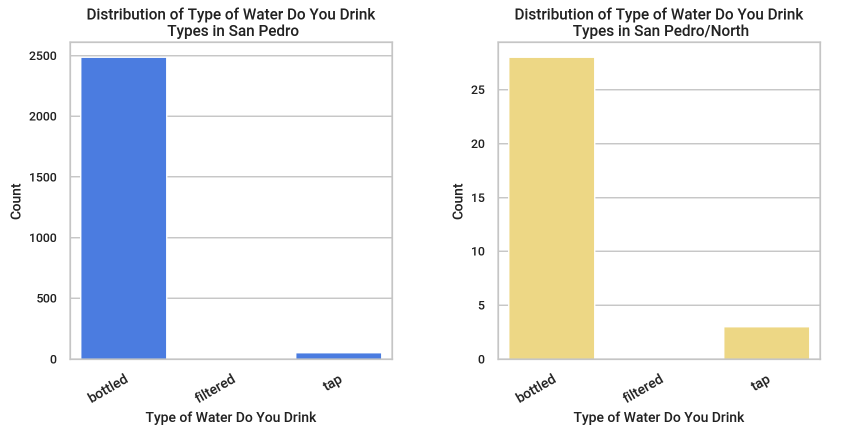 Distribution of Type of Water Do You Drink
Types in San Pedro
2500
2000
1500
1000
500
0
Count
bottled
filtered
tap
Type of Water Do You Drink
Distribution of Type of Water Do You Drink
Types in San Pedro/North
25
20
15
10
5
0
Count
bottled
filtered
tap
Type of Water Do You Drink